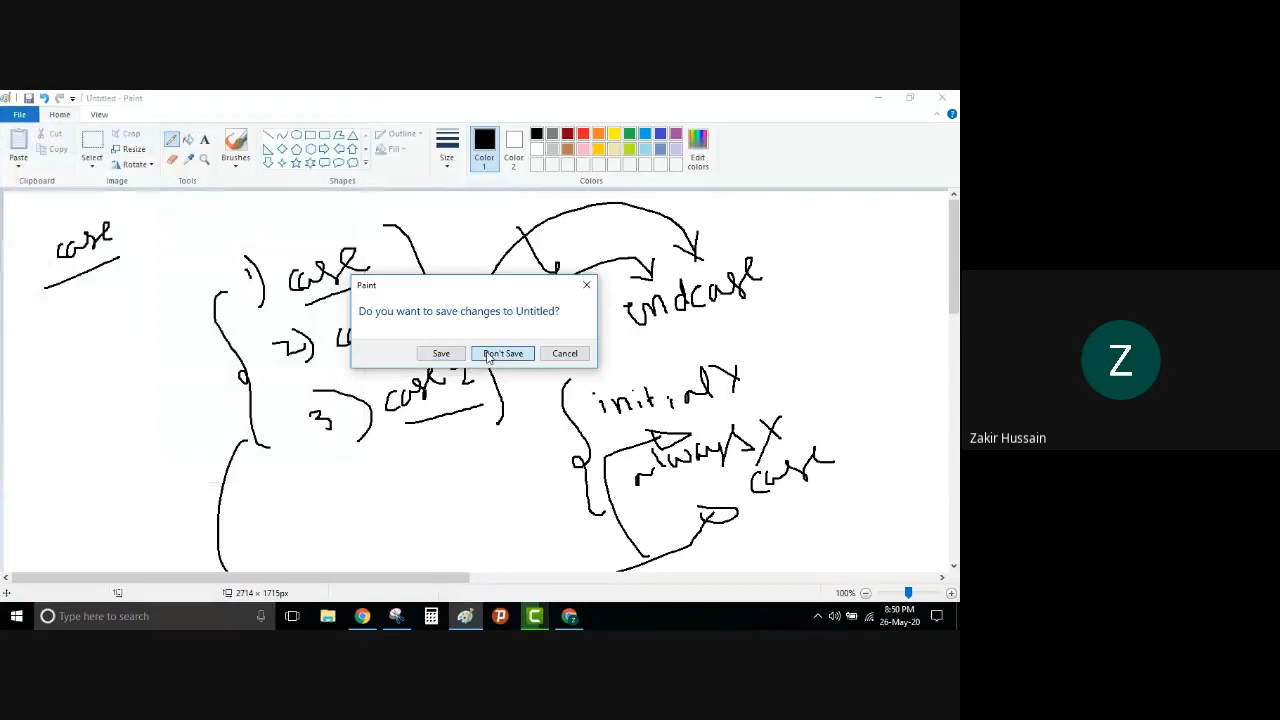 Untitled - Paint
File Home View
Paste Cut Copy Clipboard
Select Crop Resize Rotate Image
Tools
Brushes
Shapes Outline Fill
Size
Color 1 Color 2
Edit colors
Colors
case
1) case
endcase
2)
3)
initial X
always X
case
Paint
Do you want to save changes to Untitled?
Save Don't Save Cancel
2714 × 1715px
100%
Type here to search
8:50 PM
26-May-20
Z
Zakir Hussain